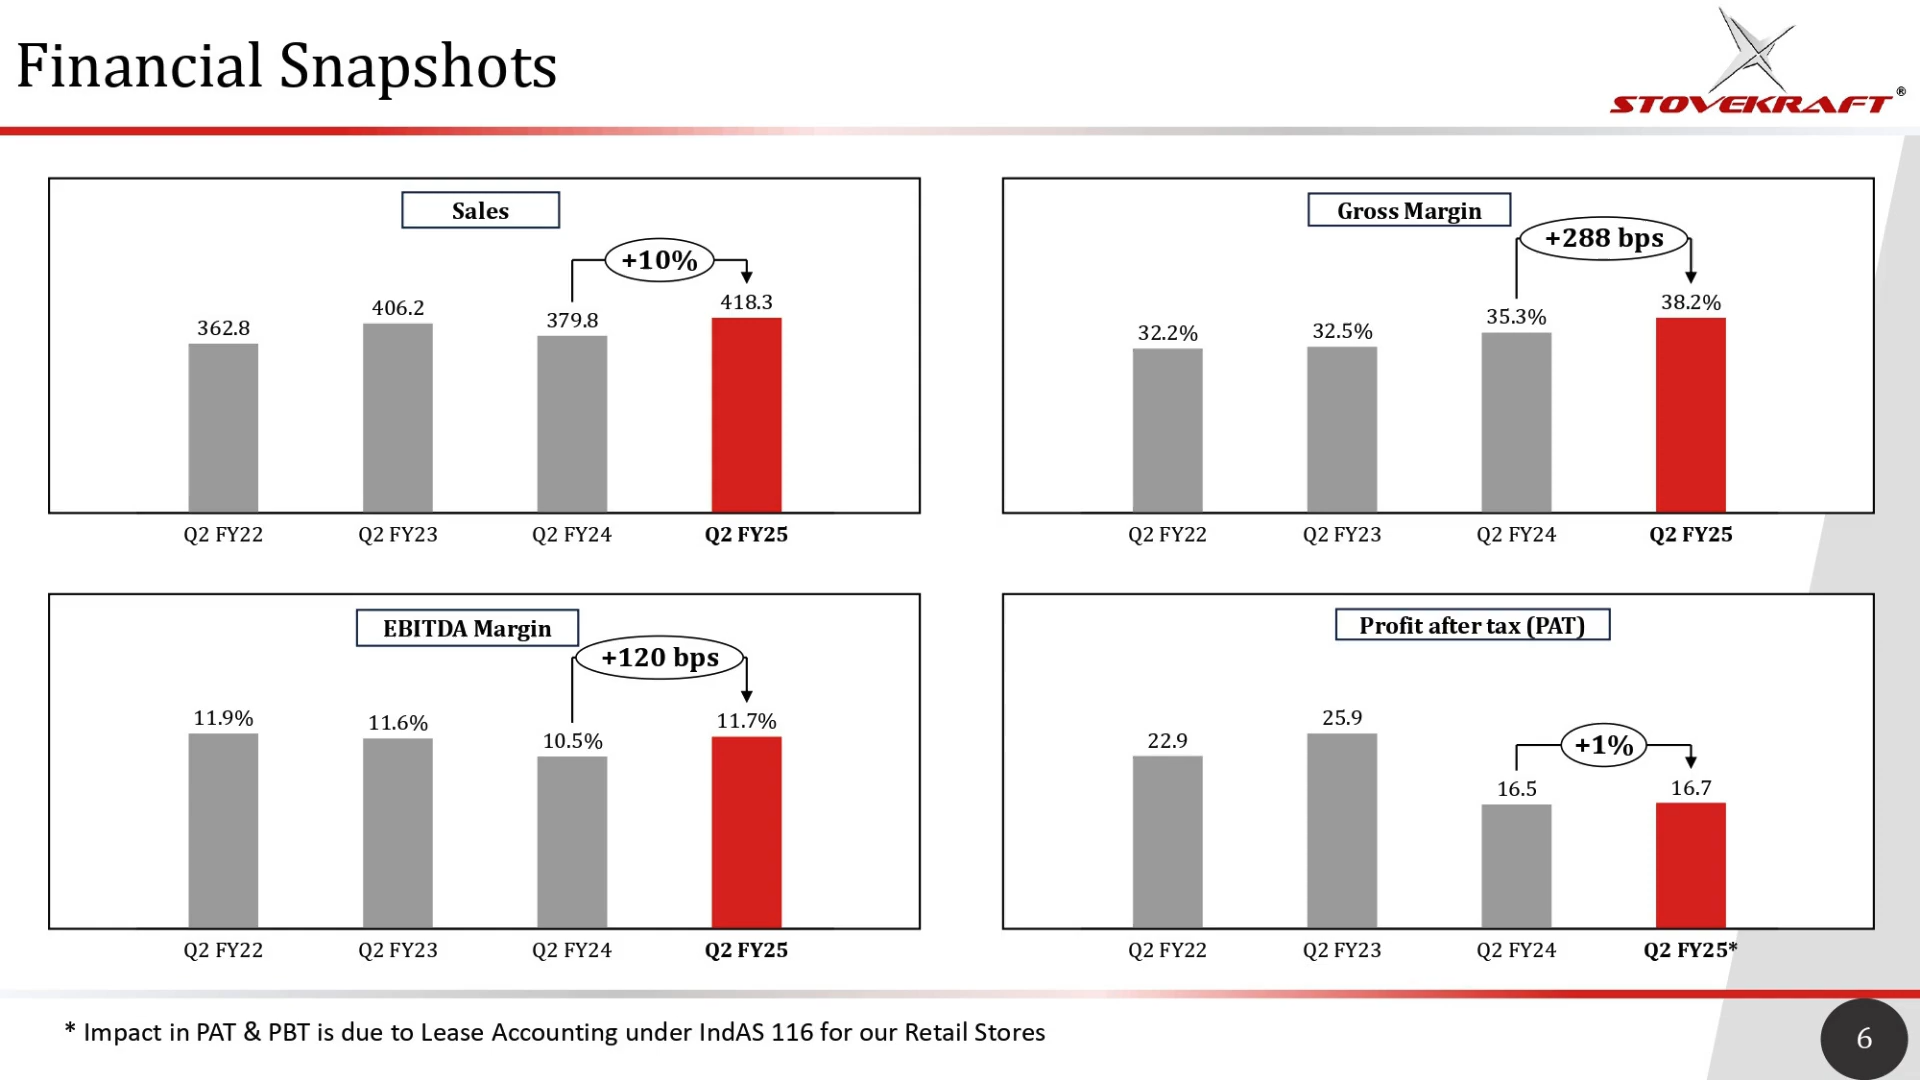 Financial Snapshots
STOVEKRAFT®
Sales
+10%
362.8
406.2
379.8
418.3
Q2 FY22
Q2 FY23
Q2 FY24
Q2 FY25
Gross Margin
+288 bps
32.2%
32.5%
35.3%
38.2%
Q2 FY22
Q2 FY23
Q2 FY24
Q2 FY25
EBITDA Margin
+120 bps
11.9%
11.6%
10.5%
11.7%
Q2 FY22
Q2 FY23
Q2 FY24
Q2 FY25
Profit after tax (PAT)
+1%
22.9
25.9
16.5
16.7
Q2 FY22
Q2 FY23
Q2 FY24
Q2 FY25*
* Impact in PAT & PBT is due to Lease Accounting under IndAS 116 for our Retail Stores
6